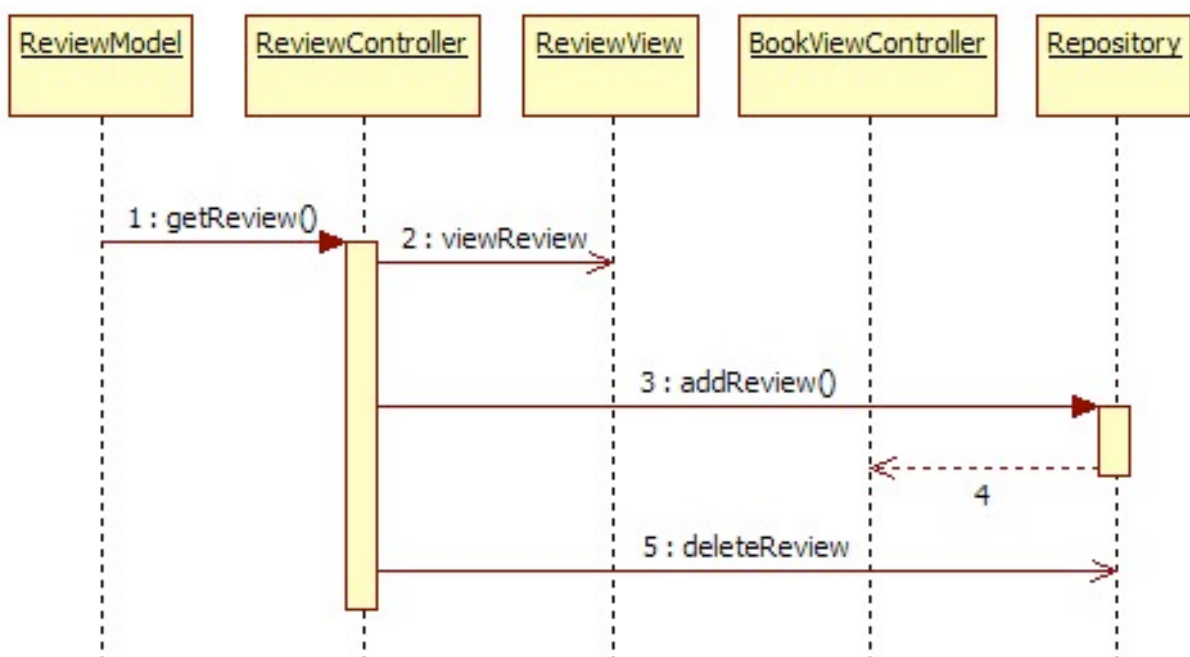 ReviewModel
ReviewController
ReviewView
BookViewController
Repository
1 : getReview()
2 : viewReview
3 : addReview()
4
5 : deleteReview